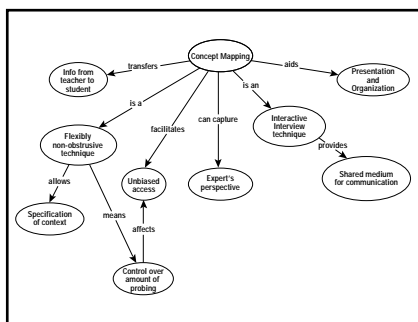 Concept Mapping
transfers
aids
Info from
teacher to
student
Presentation
and
Organization
is a
facilitates
can capture
is an
Interactive
Interview
technique
Flexibly
non-obtrusive
technique
provides
allows
means
Unbiased
access
Expert's
perspective
Shared medium
for communication
Specification
of context
affects
Control over
amount of
probing